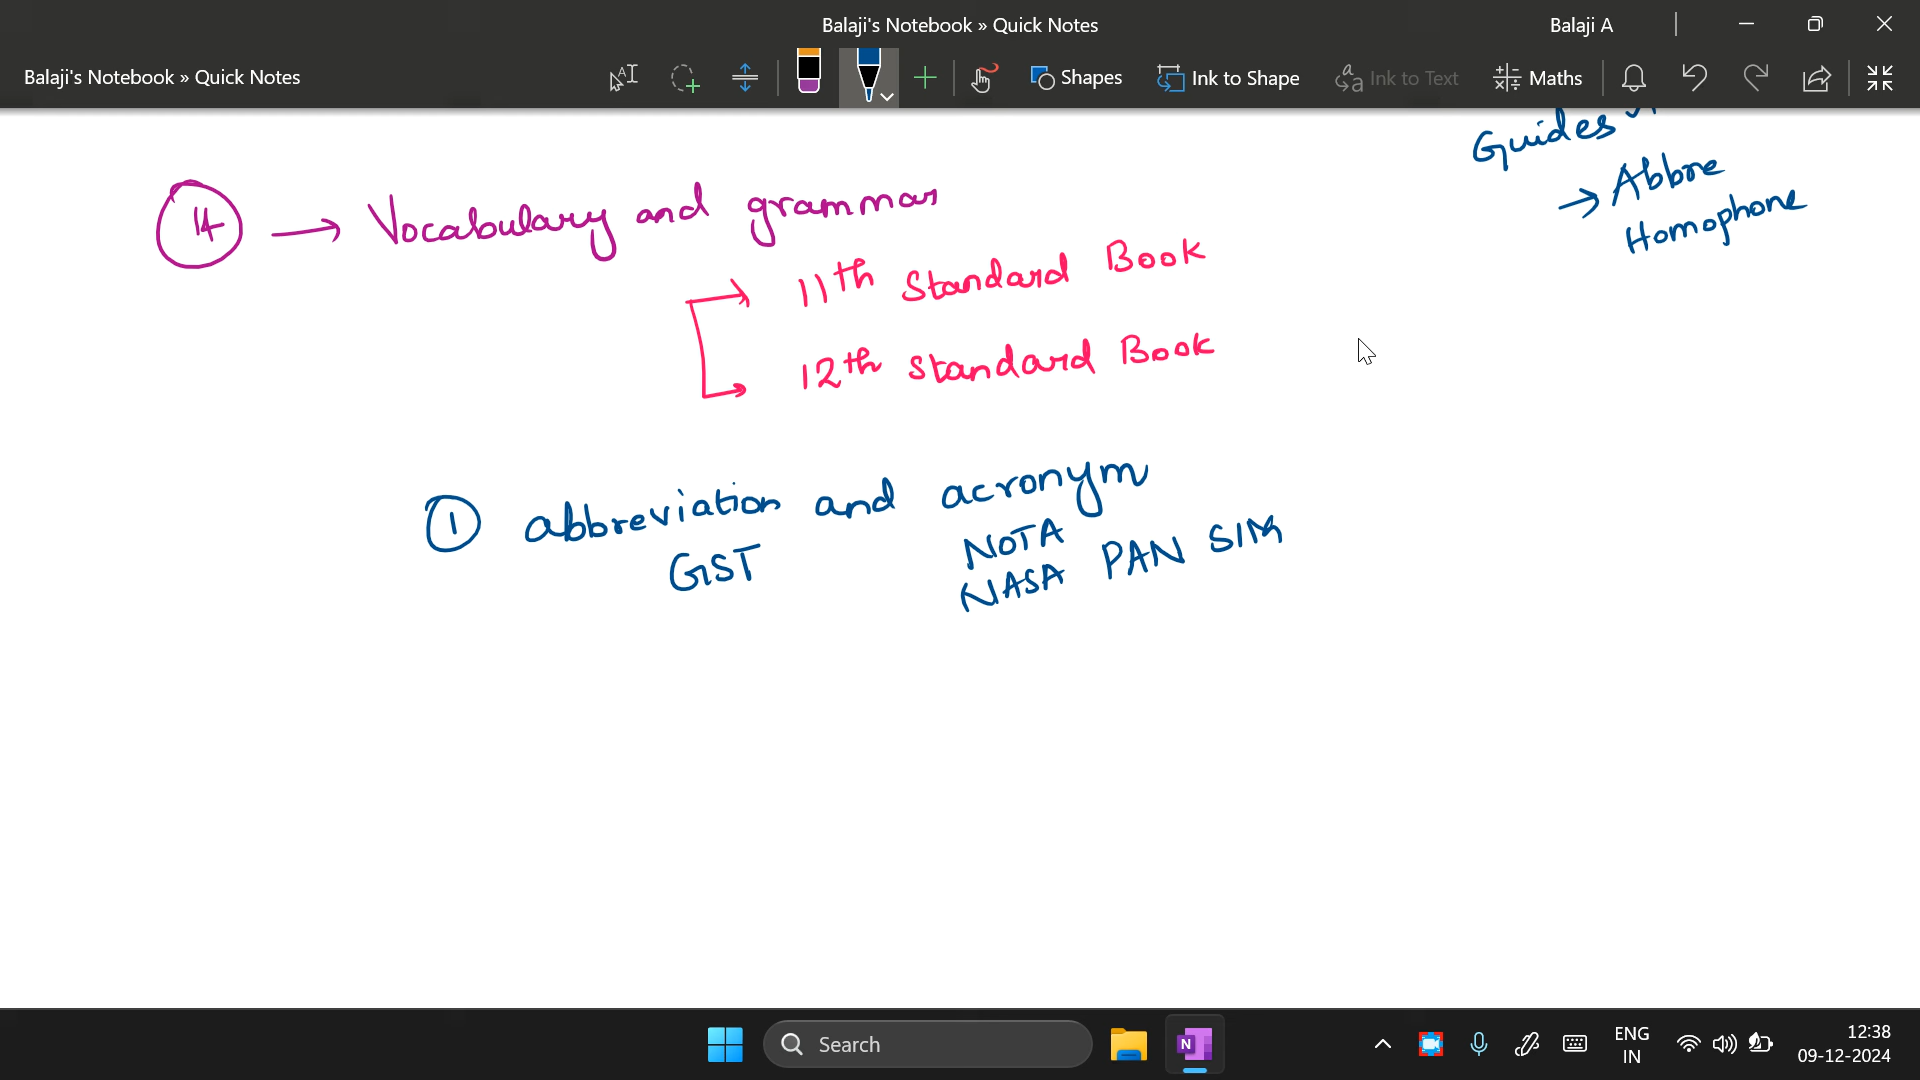 Balaji's Notebook » Quick Notes
Balaji A
Balaji's Notebook » Quick Notes
Shapes
Ink to Shape
Ink to Text
Maths
Guides
→ Abbre
Homophone
14 → Vocabulary and grammar
11th Standard Book
12th Standard Book
1 abbreviation and acronym
GST
NOTA
NASA PAN SIM
Search
ENG
IN
12:38
09-12-2024